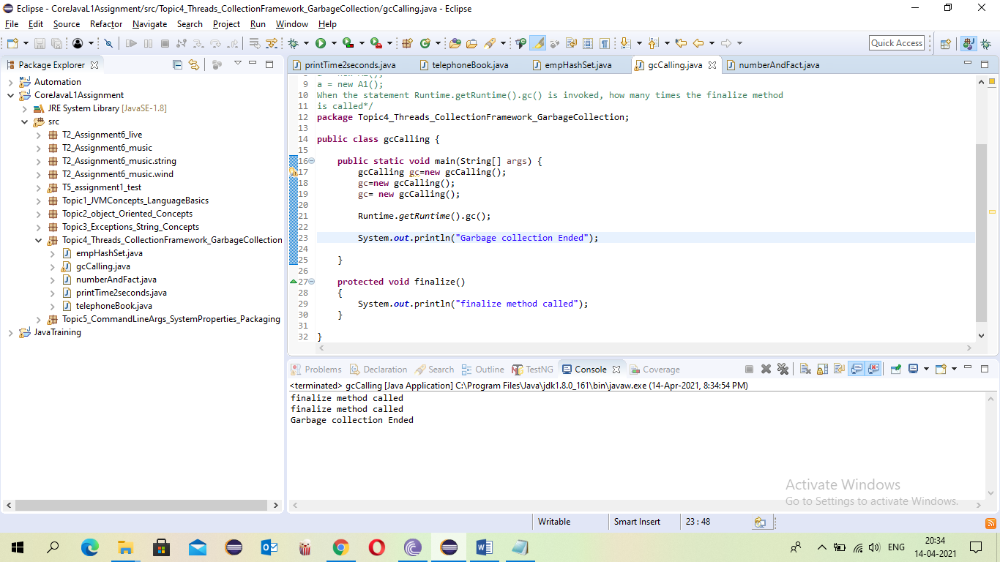 Eclipse - CoreJavaL1Assignment/src/Topic4_Threads_CollectionFramework_GarbageCollection/gcCalling.java - Eclipse
File Edit Source Refactor Navigate Search Project Run Window Help
Quick Access
Package Explorer
Automation
CoreJavaL1Assignment
JRE System Library [JavaSE-1.8]
src
T2_Assignment6_live
T2_Assignment6_music
T2_Assignment6_music.string
T2_Assignment6_music.wind
T5_assignment1_test
Topic1_JVMConcepts_LanguageBasics
Topic2_object_Oriented_Concepts
Topic3_Exceptions_String_Concepts
Topic4_Threads_CollectionFramework_GarbageCollection
empHashSet.java
gcCalling.java
numberAndFact.java
printTime2seconds.java
telephoneBook.java
Topic5_CommandLineArgs_SystemProperties_Packaging
JavaTraining
printTime2seconds.java telephoneBook.java empHashSet.java gcCalling.java numberAndFact.java
9 a = new A1();
10 When the statement Runtime.getRuntime().gc() is invoked, how many times the finalize method
11 is called*/
12 package Topic4_Threads_CollectionFramework_GarbageCollection;
13
14 public class gcCalling {
15
16 public static void main(String[] args) {
17 gcCalling gc=new gcCalling();
18 gc=new gcCalling();
19 gc= new gcCalling();
20
21 Runtime.getRuntime().gc();
22
23 System.out.println("Garbage collection Ended");
24
25 }
26
27 protected void finalize()
28 {
29 System.out.println("finalize method called");
30 }
31
32 }
Problems Declaration Search Outline TestNG Console Coverage
<terminated> gcCalling [Java Application] C:\Program Files\Java\jdk1.8.0_161\bin\javaw.exe (14-Apr-2021, 8:34:54 PM)
finalize method called
finalize method called
Garbage collection Ended
Activate Windows
Go to Settings to activate Windows.
Writable Smart Insert 23 : 48
ENG
20:34
14-04-2021